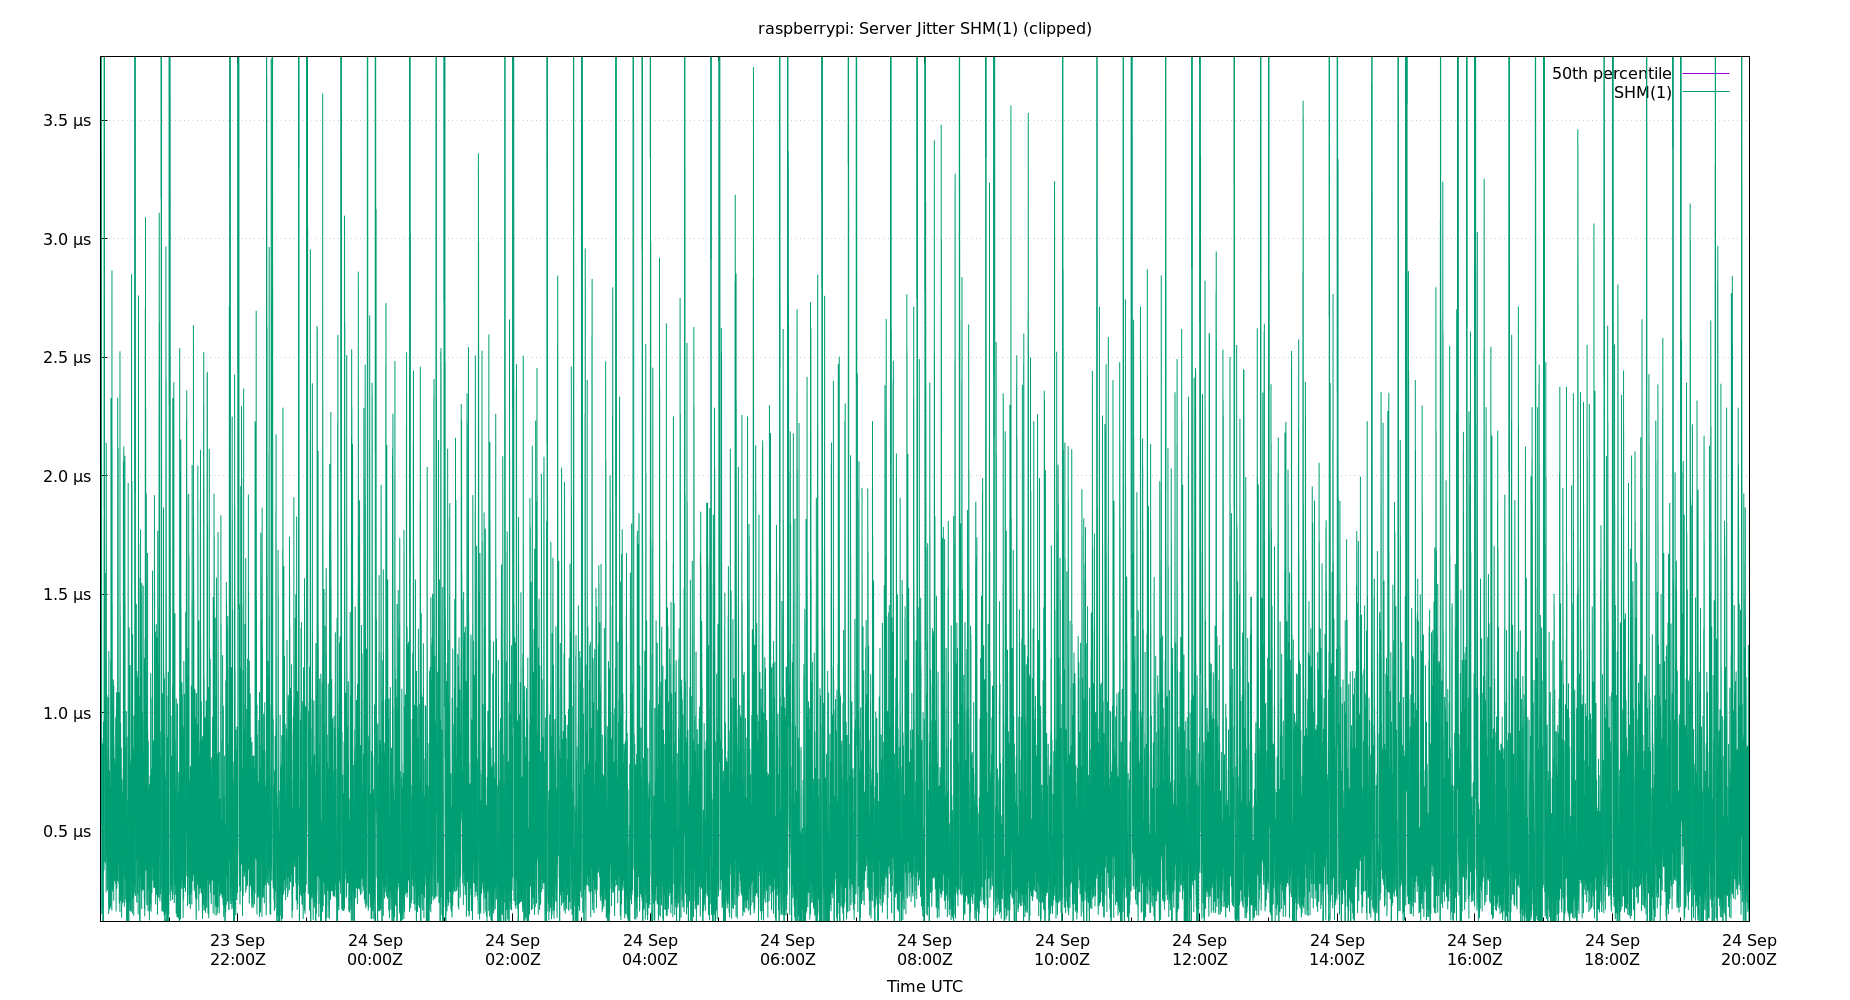 raspberrypi: Server Jitter SHM(1) (clipped)
50th percentile
SHM(1)
3.5 µs
3.0 µs
2.5 µs
2.0 µs
1.5 µs
1.0 µs
0.5 µs
23 Sep 24 Sep 24 Sep 24 Sep 24 Sep 24 Sep 24 Sep 24 Sep 24 Sep 24 Sep 24 Sep 24 Sep
22:00Z 00:00Z 02:00Z 04:00Z 06:00Z 08:00Z 10:00Z 12:00Z 14:00Z 16:00Z 18:00Z 20:00Z
Time UTC